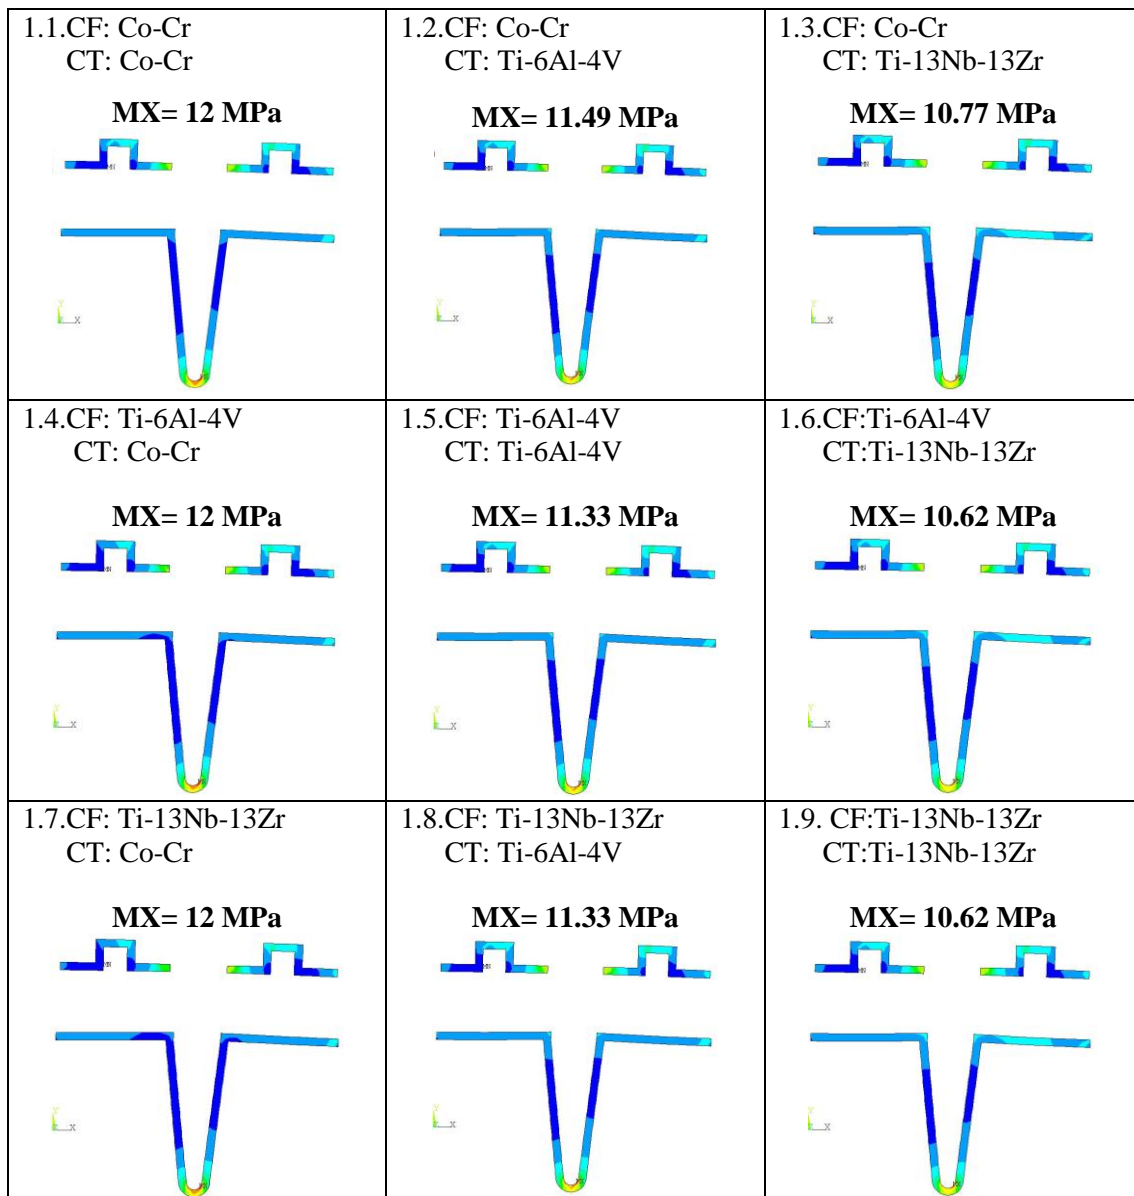 1.1.CF: Co-Cr
CT: Co-Cr
MX= 12 MPa
1.2.CF: Co-Cr
CT: Ti-6Al-4V
MX= 11.49 MPa
1.3.CF: Co-Cr
CT: Ti-13Nb-13Zr
MX= 10.77 MPa
1.4.CF: Ti-6Al-4V
CT: Co-Cr
MX= 12 MPa
1.5.CF: Ti-6Al-4V
CT: Ti-6Al-4V
MX= 11.33 MPa
1.6.CF:Ti-6Al-4V
CT:Ti-13Nb-13Zr
MX= 10.62 MPa
1.7.CF: Ti-13Nb-13Zr
CT: Co-Cr
MX= 12 MPa
1.8.CF: Ti-13Nb-13Zr
CT: Ti-6Al-4V
MX= 11.33 MPa
1.9. CF:Ti-13Nb-13Zr
CT:Ti-13Nb-13Zr
MX= 10.62 MPa